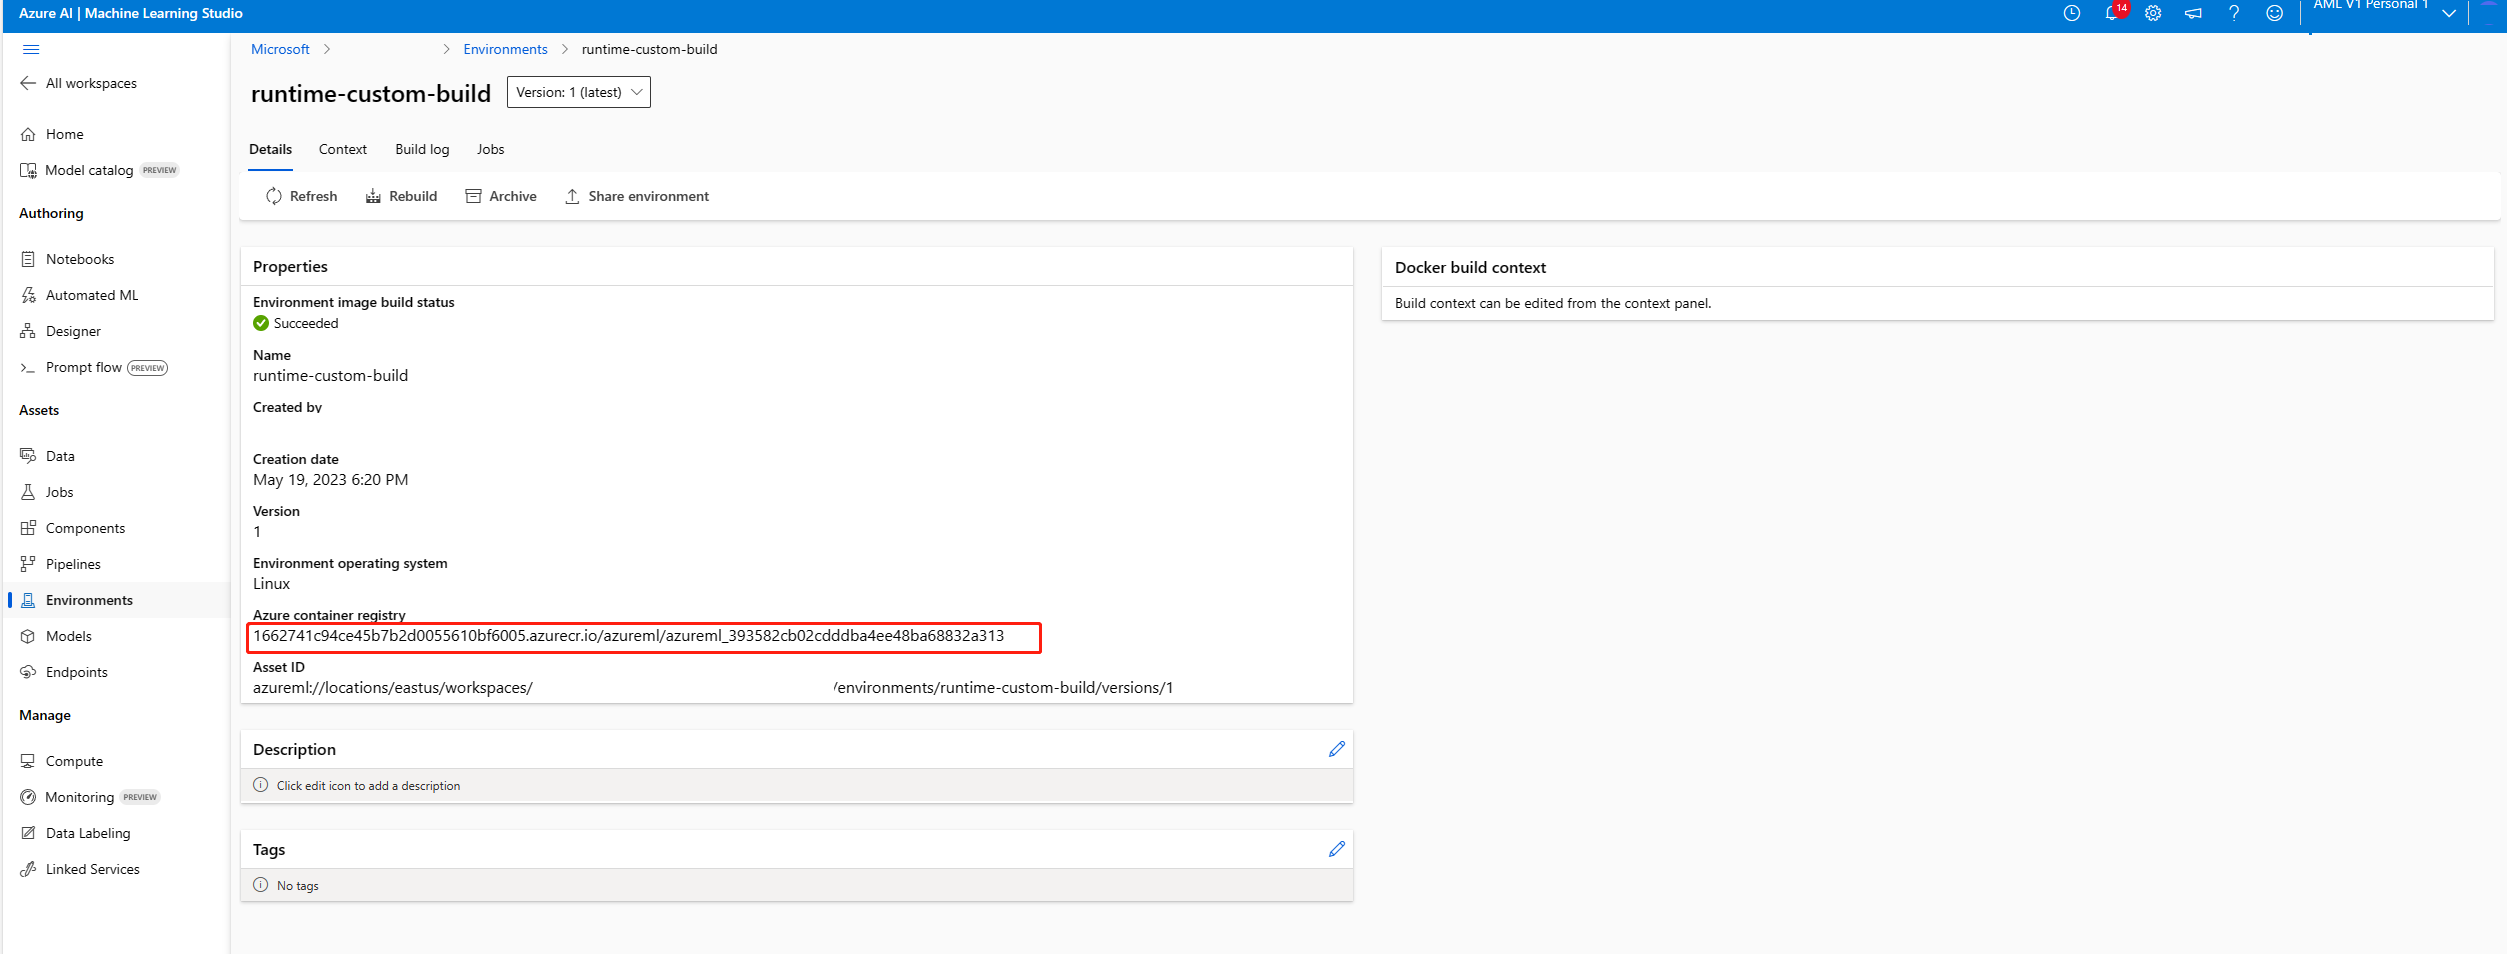 Azure AI | Machine Learning Studio
14
AML V1 Personal 1
All workspaces
Home
Model catalog PREVIEW
Authoring
Notebooks
Automated ML
Designer
Prompt flow PREVIEW
Assets
Data
Jobs
Components
Pipelines
Environments
Models
Endpoints
Manage
Compute
Monitoring PREVIEW
Data Labeling
Linked Services
Microsoft > > Environments > runtime-custom-build
runtime-custom-build
Version: 1 (latest)
Details Context Build log Jobs
Refresh Rebuild Archive Share environment
Properties
Environment image build status
Succeeded
Name
runtime-custom-build
Created by
Creation date
May 19, 2023 6:20 PM
Version
1
Environment operating system
Linux
Azure container registry
1662741c94ce45b7b2d0055610bf6005.azurecr.io/azureml/azureml_393582cb02cdddba4ee48ba68832a313
Asset ID
azureml://locations/eastus/workspaces/ /environments/runtime-custom-build/versions/1
Description
Click edit icon to add a description
Tags
No tags
Docker build context
Build context can be edited from the context panel.